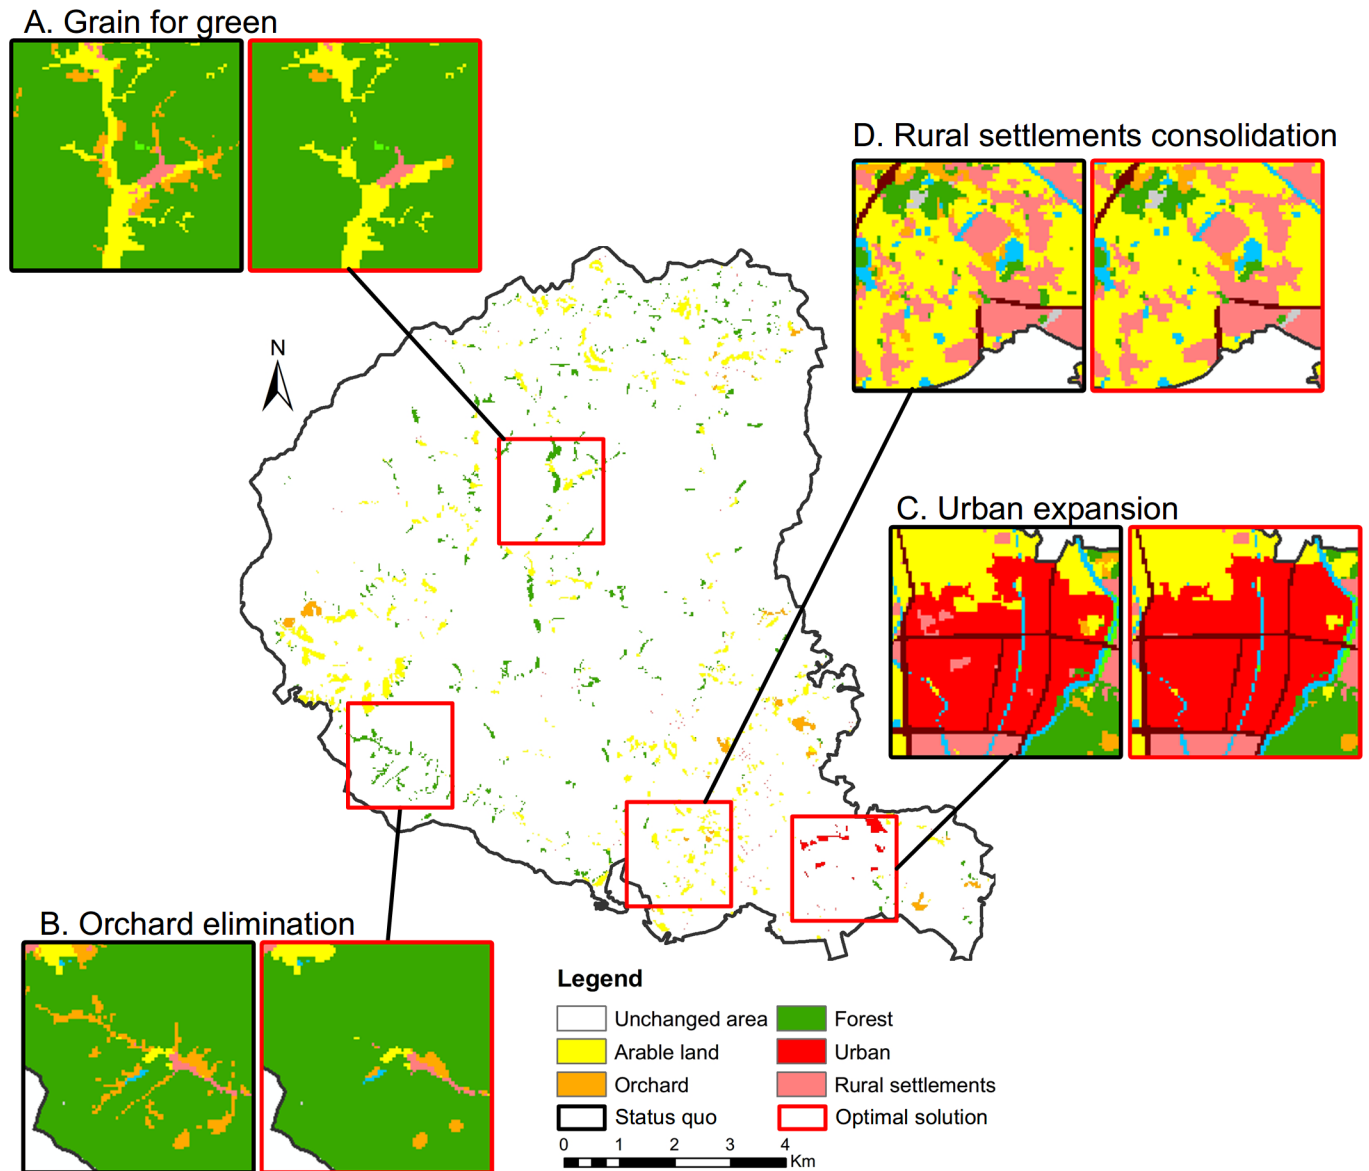 A. Grain for green
D. Rural settlements consolidation
N
C. Urban expansion
B. Orchard elimination
Legend
Unchanged area
Forest
Arable land
Urban
Orchard
Rural settlements
Status quo
Optimal solution
0 1 2 3 4
Km